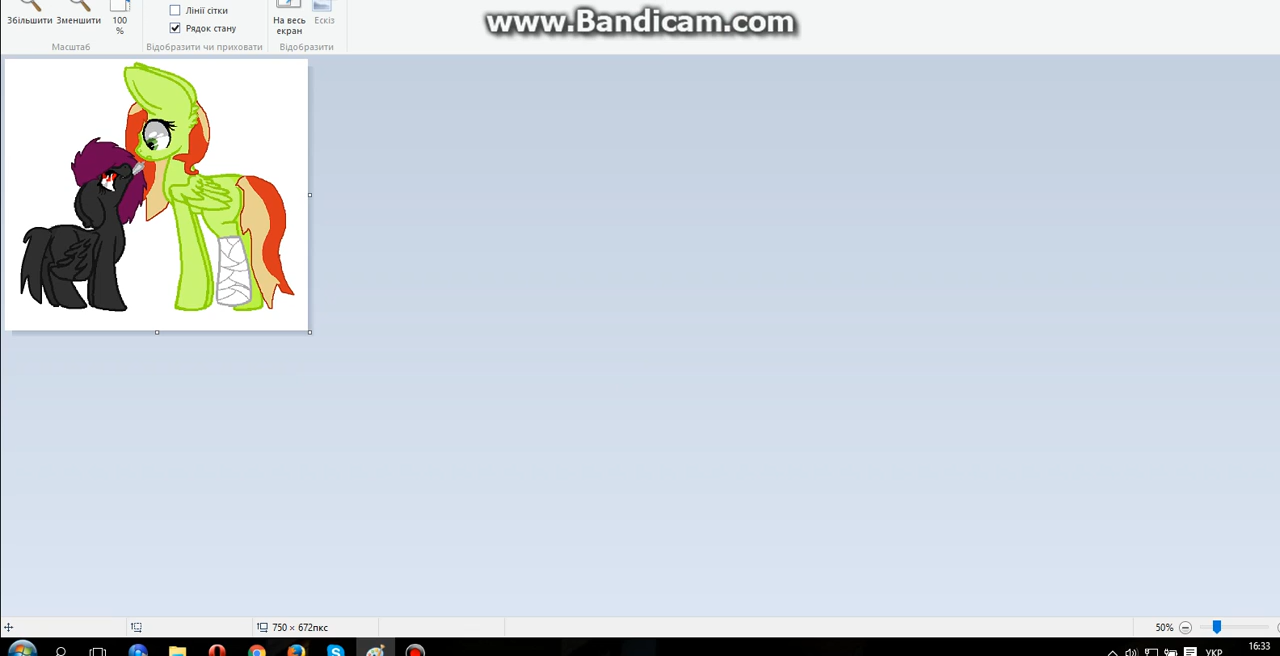 www.Bandicam.com
Збільшити Зменшити 100 %
Лінії сітки
Рядок стану
На весь екран
Ескіз
Масштаб
Відобразити чи приховати
Відобразити
750 × 672пкс
50%
УКР
16:33